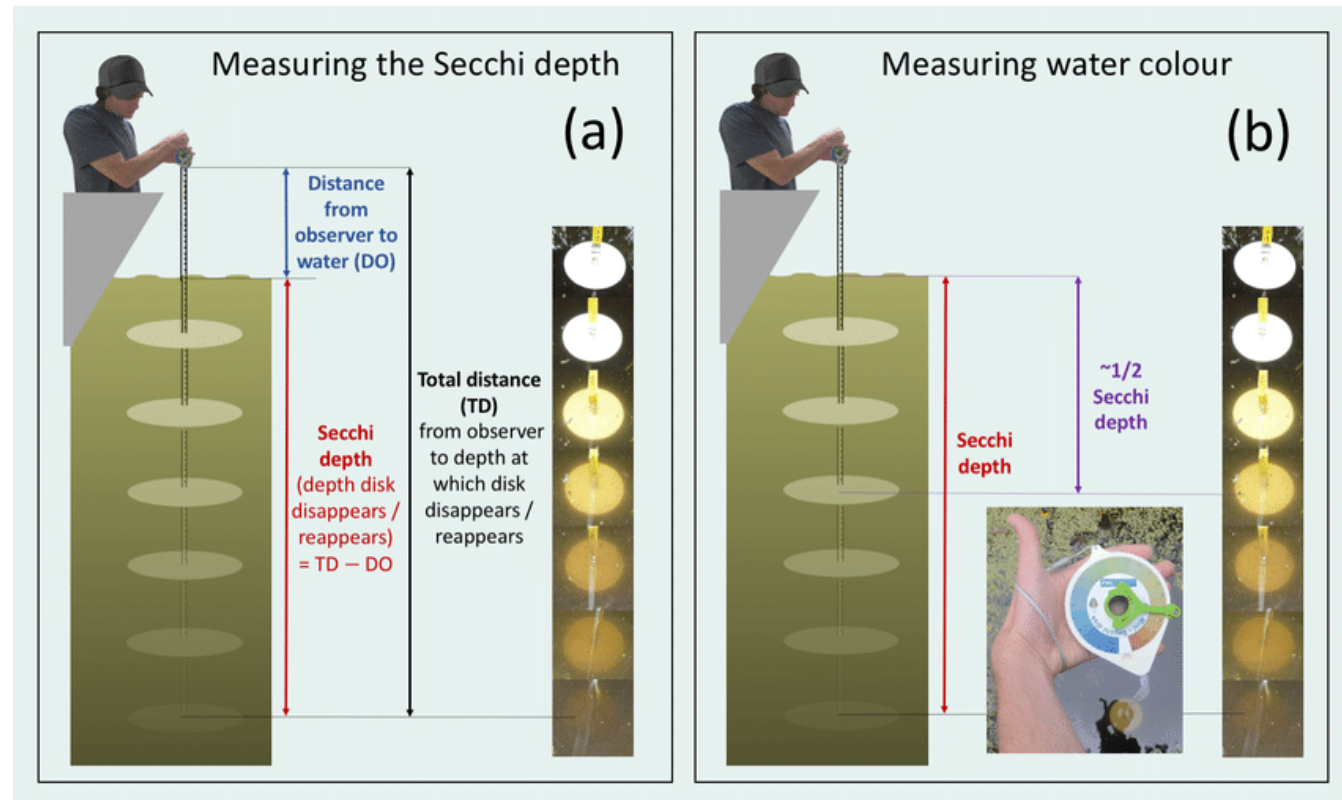 Measuring the Secchi depth
(a)
Distance
from
observer to
water (DO)
Total distance
(TD)
from observer
to depth at
which disk
disappears /
reappears
Secchi
depth
(depth disk
disappears /
reappears)
= TD − DO
Measuring water colour
(b)
~1/2
Secchi
depth
Secchi
depth